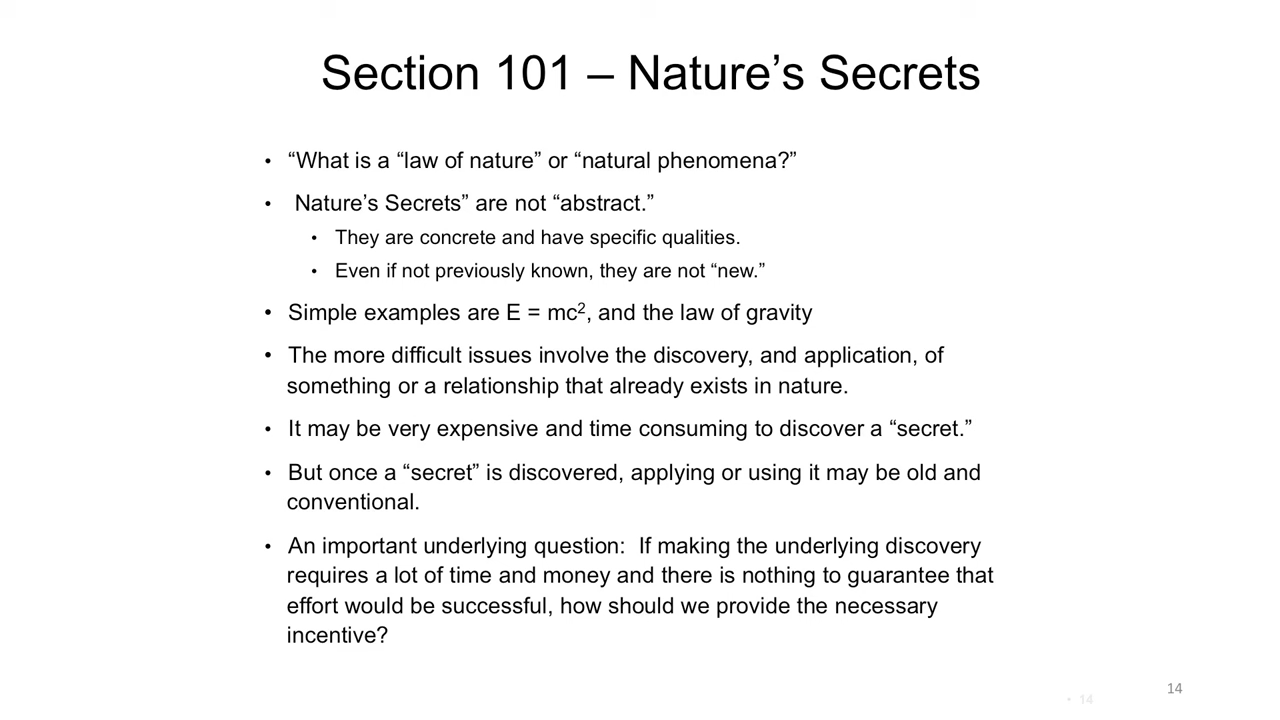 Section 101 – Nature’s Secrets
• “What is a “law of nature” or “natural phenomena?”
• Nature’s Secrets” are not “abstract.”
• They are concrete and have specific qualities.
• Even if not previously known, they are not “new.”
• Simple examples are E = mc², and the law of gravity
• The more difficult issues involve the discovery, and application, of
something or a relationship that already exists in nature.
• It may be very expensive and time consuming to discover a “secret.”
• But once a “secret” is discovered, applying or using it may be old and
conventional.
• An important underlying question: If making the underlying discovery
requires a lot of time and money and there is nothing to guarantee that
effort would be successful, how should we provide the necessary
incentive?
14
• 14